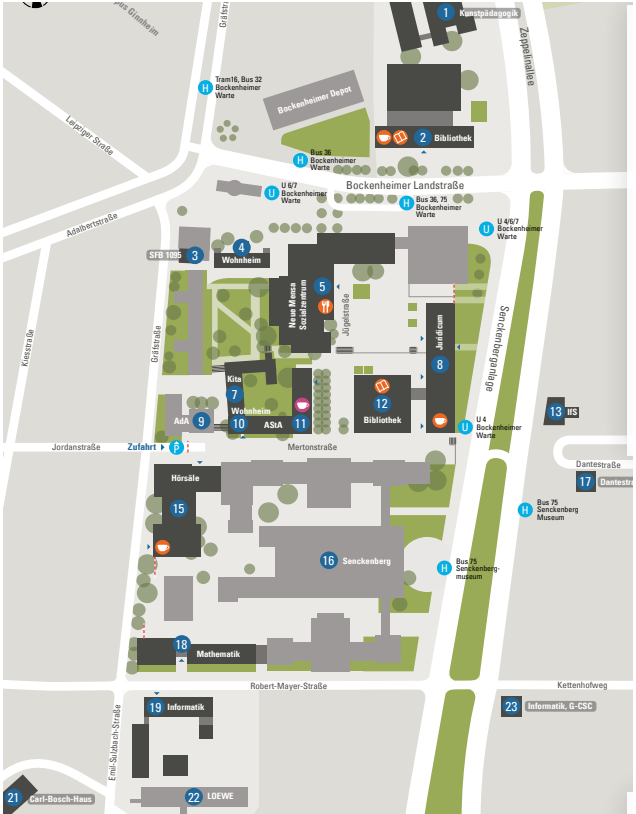 pus Ginnheim
Gräfstr
1 Kunstpädagogik
Zeppelinallee
H Tram16, Bus 32
Bockenheimer
Warte
Bockenheimer Depot
Leipziger Straße
2 Bibliothek
H Bus 36
Bockenheimer
Warte
U U 6/7
Bockenheimer
Warte
Bockenheimer Landstraße
H Bus 36, 75
Bockenheimer
Warte
U U 4/6/7
Bockenheimer
Warte
Adalbertstraße
SFB 1095 3
4
Wohnheim
5
Neue Mensa
Sozialzentrum
Jügelstraße
Juridicum
8
Senckenberganlage
Kiesstraße
Gräfstraße
Kita
7
Wohnheim
10 AStA 11
12
Bibliothek
AdA 9
13 IfS
U U 4
Bockenheimer
Warte
Jordanstraße
Zufahrt P
Mertonstraße
Dantestraße
17 Dantestra
Hörsäle
15
H Bus 75
Senckenberg
Museum
16 Senckenberg
H Bus 75
Senckenberg-
museum
18
Mathematik
Robert-Mayer-Straße
Kettenhofweg
19 Informatik
23 Informatik, G-CSC
Emil-Sulzbach-Straße
21 Carl-Bosch-Haus
22 LOEWE